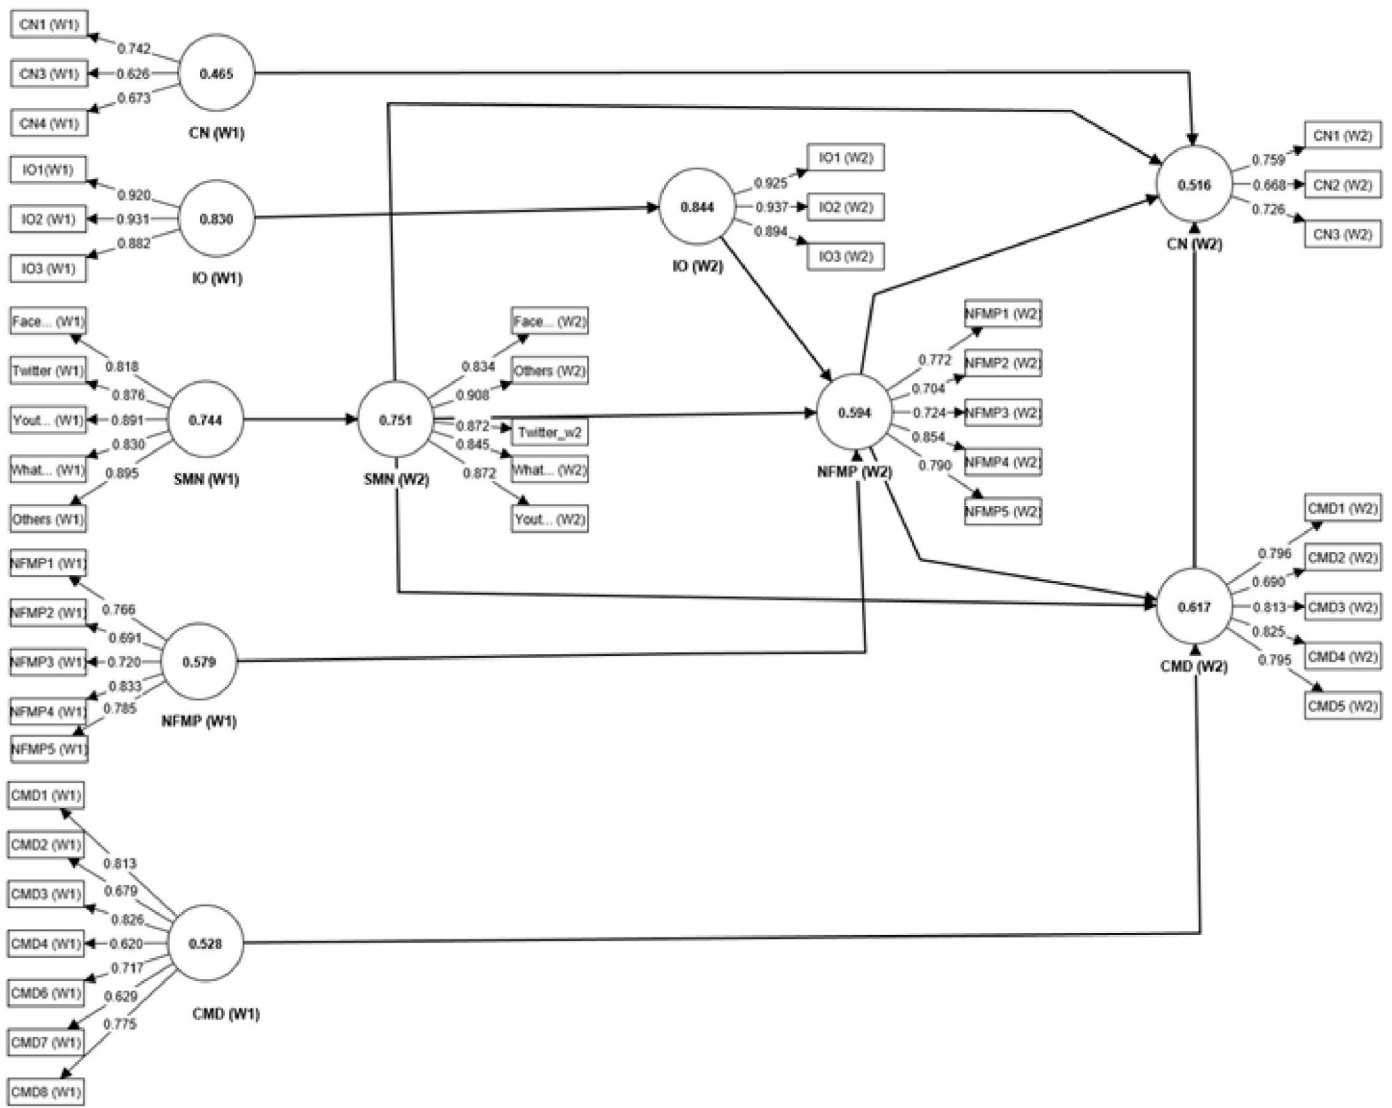 CN1 (W1)
0.742
CN3 (W1)
0.626
0.673
CN4 (W1)
0.465
CN (W1)
IO1(W1)
0.920
IO2 (W1)
0.931
0.882
IO3 (W1)
0.830
IO (W1)
Face... (W1)
0.818
Twitter (W1)
0.876
Yout... (W1)
0.891
0.830
What... (W1)
0.895
Others (W1)
0.744
SMN (W1)
NFMP1 (W1)
0.766
NFMP2 (W1)
0.691
NFMP3 (W1)
0.720
0.833
NFMP4 (W1)
0.785
NFMP5 (W1)
0.579
NFMP (W1)
CMD1 (W1)
0.813
CMD2 (W1)
0.679
CMD3 (W1)
0.826
CMD4 (W1)
0.620
0.717
CMD6 (W1)
0.629
CMD7 (W1)
0.775
CMD8 (W1)
0.528
CMD (W1)
0.751
SMN (W2)
Face... (W2)
0.834
Others (W2)
0.908
0.872
Twitter_w2
0.845
What... (W2)
0.872
Yout... (W2)
0.844
IO (W2)
IO1 (W2)
0.925
IO2 (W2)
0.937
0.894
IO3 (W2)
0.594
NFMP (W2)
NFMP1 (W2)
0.772
NFMP2 (W2)
0.704
0.724
NFMP3 (W2)
0.854
NFMP4 (W2)
0.790
NFMP5 (W2)
0.516
CN (W2)
CN1 (W2)
0.759
0.668
CN2 (W2)
0.726
CN3 (W2)
0.617
CMD (W2)
CMD1 (W2)
0.796
CMD2 (W2)
0.690
0.813
CMD3 (W2)
0.825
CMD4 (W2)
0.795
CMD5 (W2)